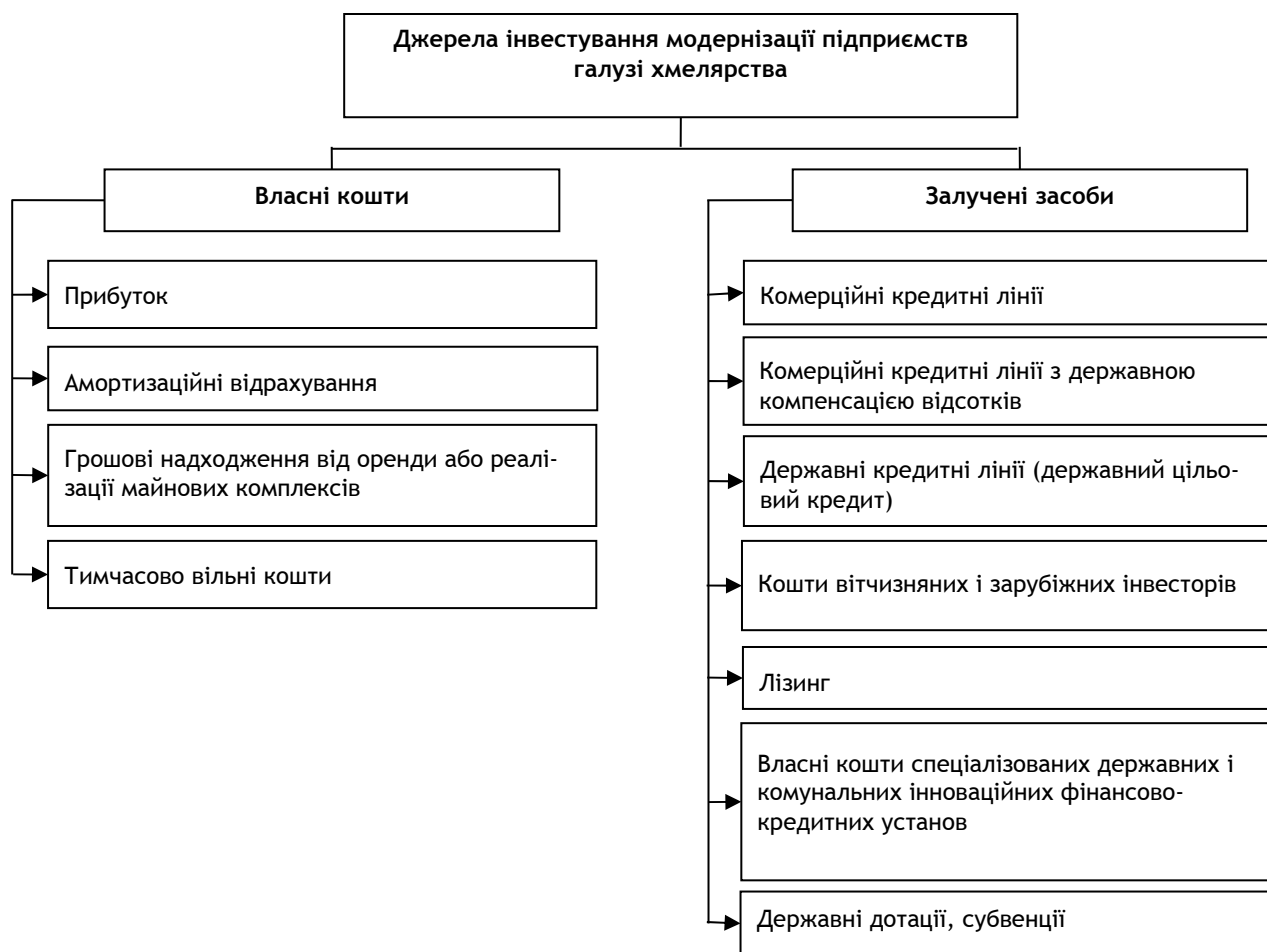 Джерела інвестування модернізації підприємств
галузі хмелярства
Власні кошти
Прибуток
Амортизаційні відрахування
Грошові надходження від оренди або реалі-
зації майнових комплексів
Тимчасово вільні кошти
Залучені засоби
Комерційні кредитні лінії
Комерційні кредитні лінії з державною
компенсацією відсотків
Державні кредитні лінії (державний цільо-
вий кредит)
Кошти вітчизняних і зарубіжних інвесторів
Лізинг
Власні кошти спеціалізованих державних і
комунальних інноваційних фінансово-
кредитних установ
Державні дотації, субвенції